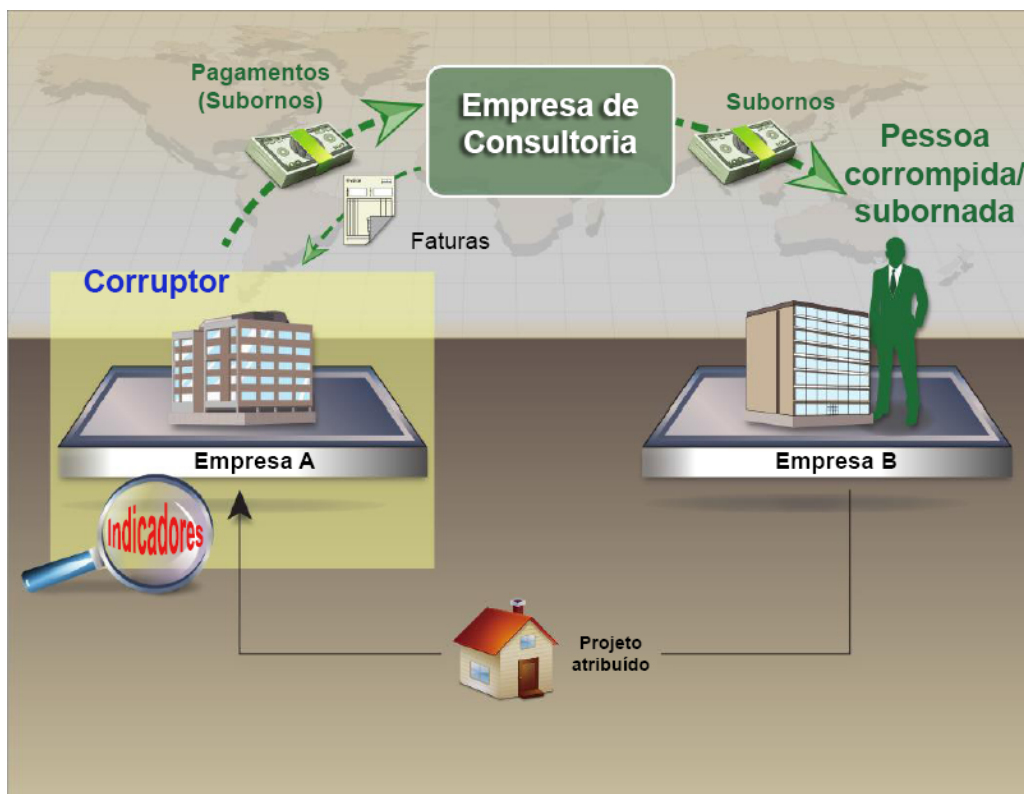 Pagamentos
(Subornos)
Empresa de
Consultoria
Subornos
Pessoa
corrompida/
subornada
Faturas
Corruptor
Empresa A
Empresa B
Indicadores
Projeto
atribuído